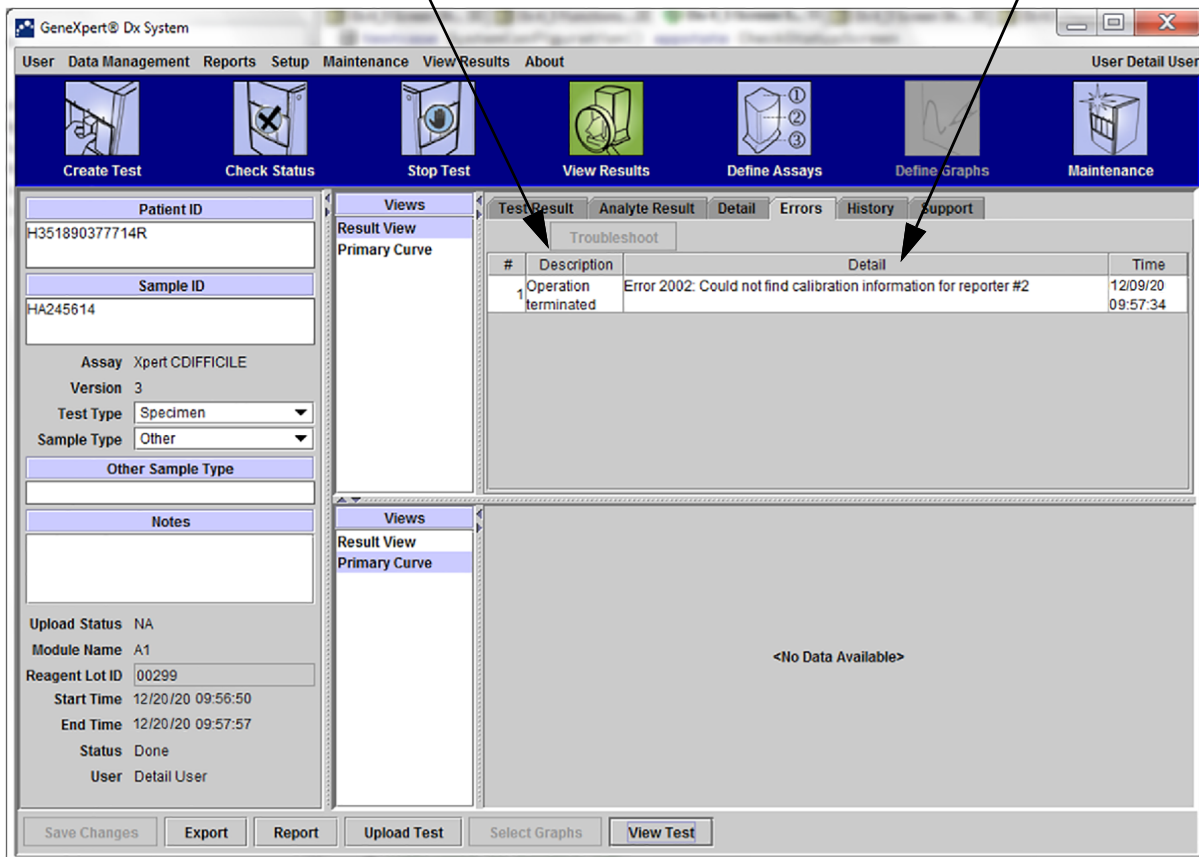 GeneXpert® Dx System
User Data Management Reports Setup Maintenance View Results About User Detail User
Create Test Check Status Stop Test View Results Define Assays Define Graphs Maintenance
Patient ID
H351890377714R
Sample ID
HA245614
Assay Xpert CDIFFICILE
Version 3
Test Type Specimen
Sample Type Other
Other Sample Type
Notes
Upload Status NA
Module Name A1
Reagent Lot ID 00299
Start Time 12/20/20 09:56:50
End Time 12/20/20 09:57:57
Status Done
User Detail User
Views
Result View
Primary Curve
Test Result Analyte Result Detail Errors History Support
Troubleshoot
# Description Detail Time
1 Operation terminated Error 2002: Could not find calibration information for reporter #2 12/09/20 09:57:34
Views
Result View
Primary Curve
<No Data Available>
Save Changes Export Report Upload Test Select Graphs View Test